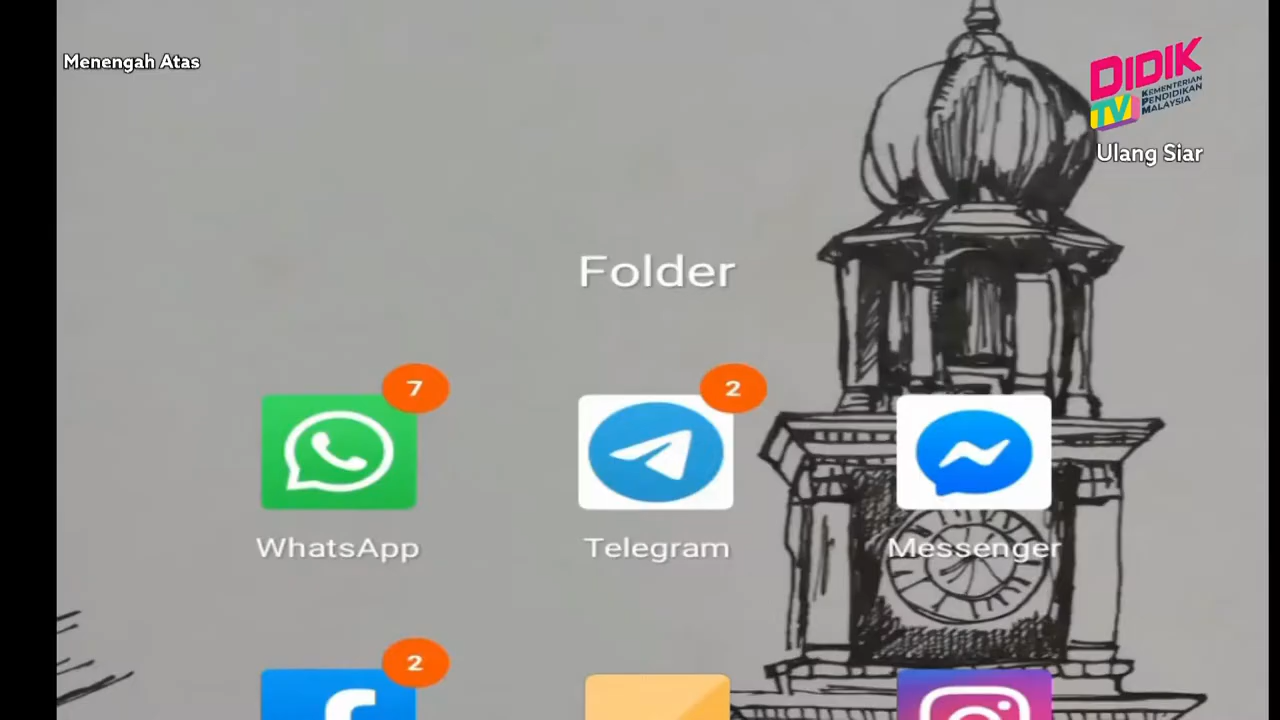 Menengah Atas
DIDIK
TV
KEMENTERIAN
PENDIDIKAN
MALAYSIA
Ulang Siar
Folder
7
2
WhatsApp
Telegram
Messenger
2